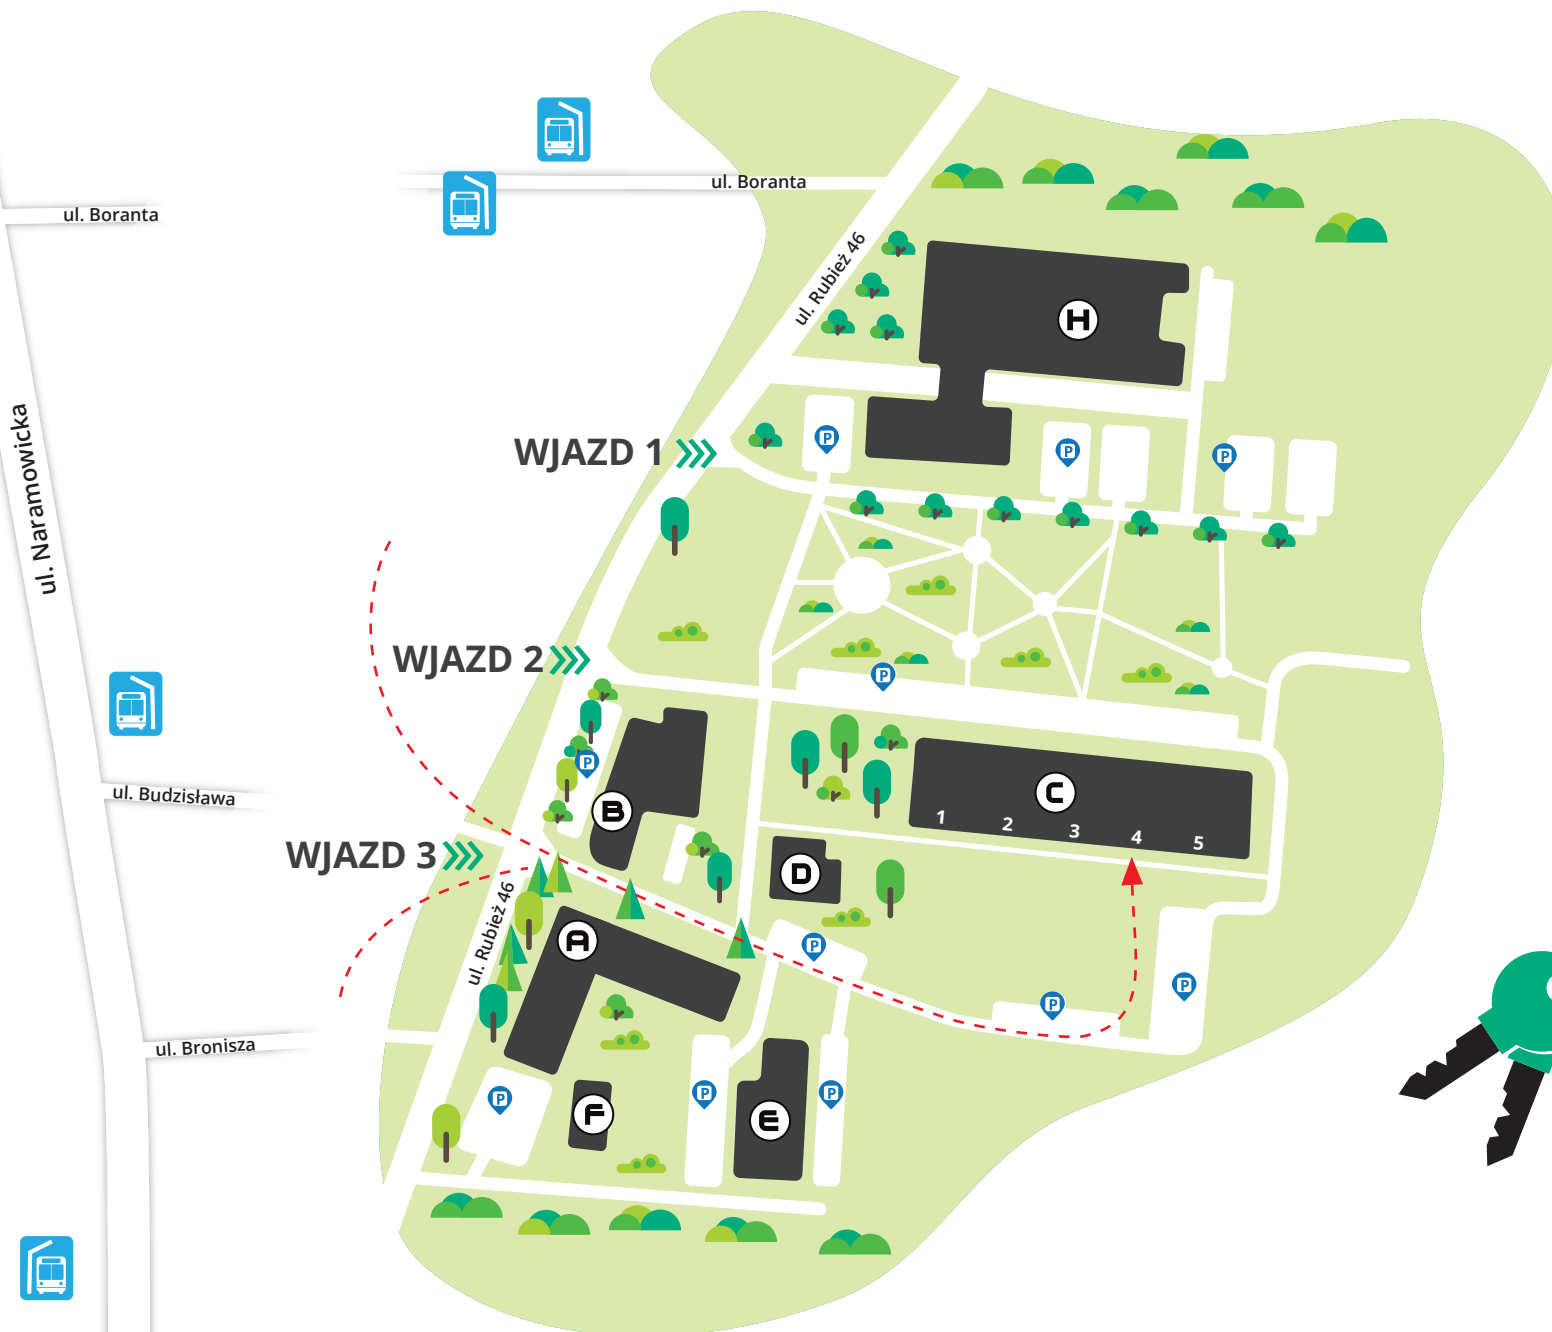 ul. Boranta
ul. Boranta
ul. Rubież 46
H
WJAZD 1
P
P
P
ul. Naramowicka
WJAZD 2
P
P
B
C
1 2 3 4 5
ul. Budzisława
WJAZD 3
D
ul. Rubież 46
A
P
P
P
ul. Bronisza
P
P
P
F
E